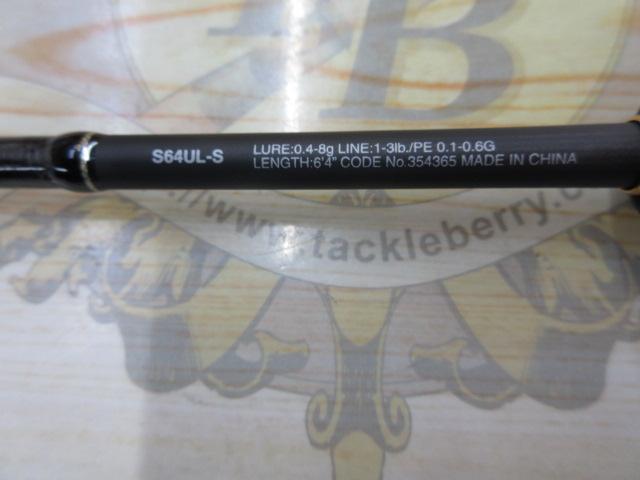 B
S64UL-S
LURE:0.4-8g LINE:1-3lb./PE 0.1-0.6G
LENGTH:6'4" CODE No.354365 MADE IN CHINA
://www.tackleberry.co